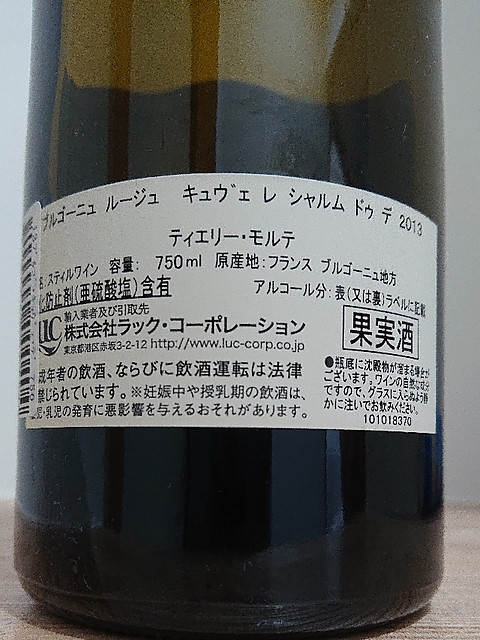 ブルゴーニュ ルージュ キュヴェ レ シャルム ドゥ デ 2013
ティエリー・モルテ
名:スティルワイン 容量: 750ml 原産地:フランス ブルゴーニュ地方
化防止剤(亜硫酸塩)含有 アルコール分:表(又は裏)ラベルに記載
LUC
輸入業者及び引取先
株式会社ラック・コーポレーション
東京都港区赤坂3-2-12 http://www.luc-corp.co.jp
果実酒
成年者の飲酒、ならびに飲酒運転は法律
禁じられています。※妊娠中や授乳期の飲酒は、
児・乳児の発育に悪影響を与えるおそれがあります。
●瓶底に沈殿物が溜まる場合が
ございます。ワインの自然な成分
ですので、グラスに入らぬよう静
かに注いでお飲みください。
101018370